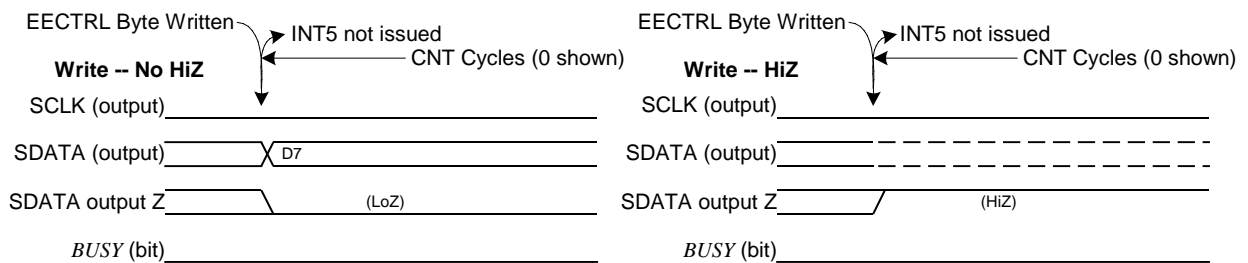 EECTRL Byte Written
INT5 not issued
CNT Cycles (0 shown)
Write -- No HiZ
SCLK (output)
SDATA (output)
D7
SDATA output Z
(LoZ)
BUSY (bit)
EECTRL Byte Written
INT5 not issued
CNT Cycles (0 shown)
Write -- HiZ
SCLK (output)
SDATA (output)
SDATA output Z
(HiZ)
BUSY (bit)